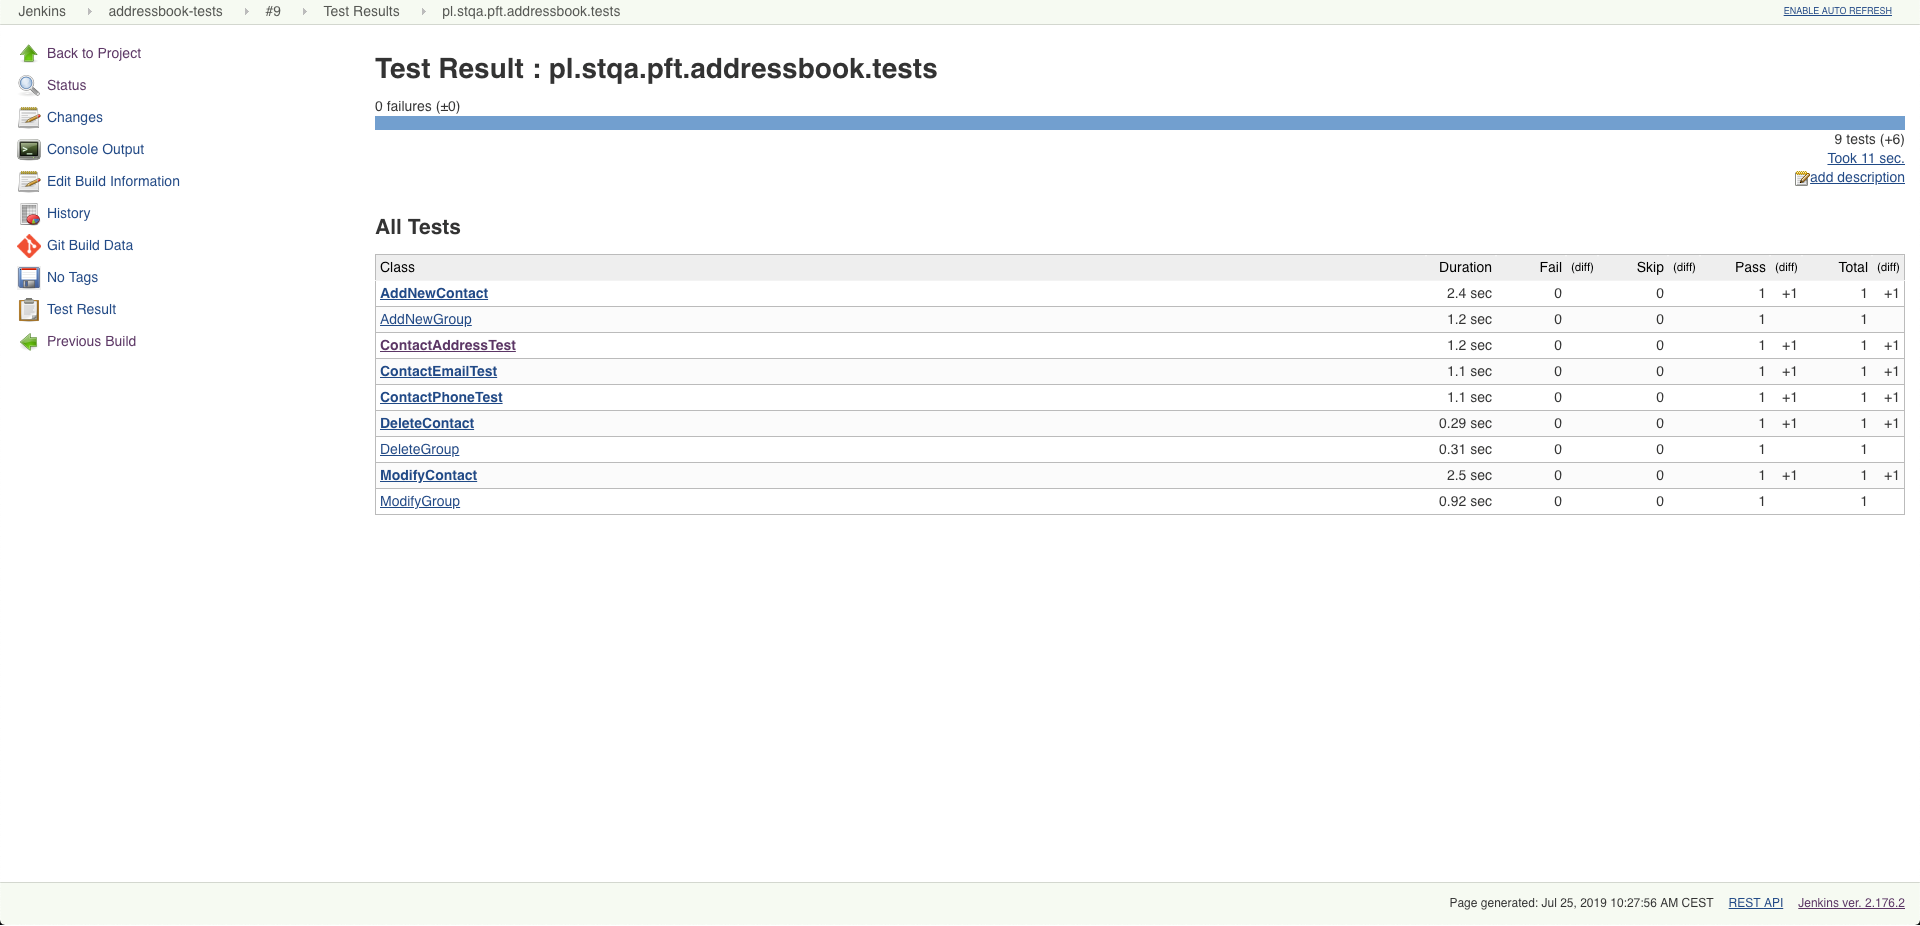 Jenkins addressbook-tests #9 Test Results pl.stqa.pft.addressbook.tests ENABLE AUTO REFRESH
Back to Project
Status
Changes
Console Output
Edit Build Information
History
Git Build Data
No Tags
Test Result
Previous Build
Test Result : pl.stqa.pft.addressbook.tests
0 failures (±0)
9 tests (+6)
Took 11 sec.
add description
All Tests
Class Duration Fail (diff) Skip (diff) Pass (diff) Total (diff)
AddNewContact 2.4 sec 0 0 1 +1 1 +1
AddNewGroup 1.2 sec 0 0 1 1
ContactAddressTest 1.2 sec 0 0 1 +1 1 +1
ContactEmailTest 1.1 sec 0 0 1 +1 1 +1
ContactPhoneTest 1.1 sec 0 0 1 +1 1 +1
DeleteContact 0.29 sec 0 0 1 +1 1 +1
DeleteGroup 0.31 sec 0 0 1 1
ModifyContact 2.5 sec 0 0 1 +1 1 +1
ModifyGroup 0.92 sec 0 0 1 1
Page generated: Jul 25, 2019 10:27:56 AM CEST REST API Jenkins ver. 2.176.2